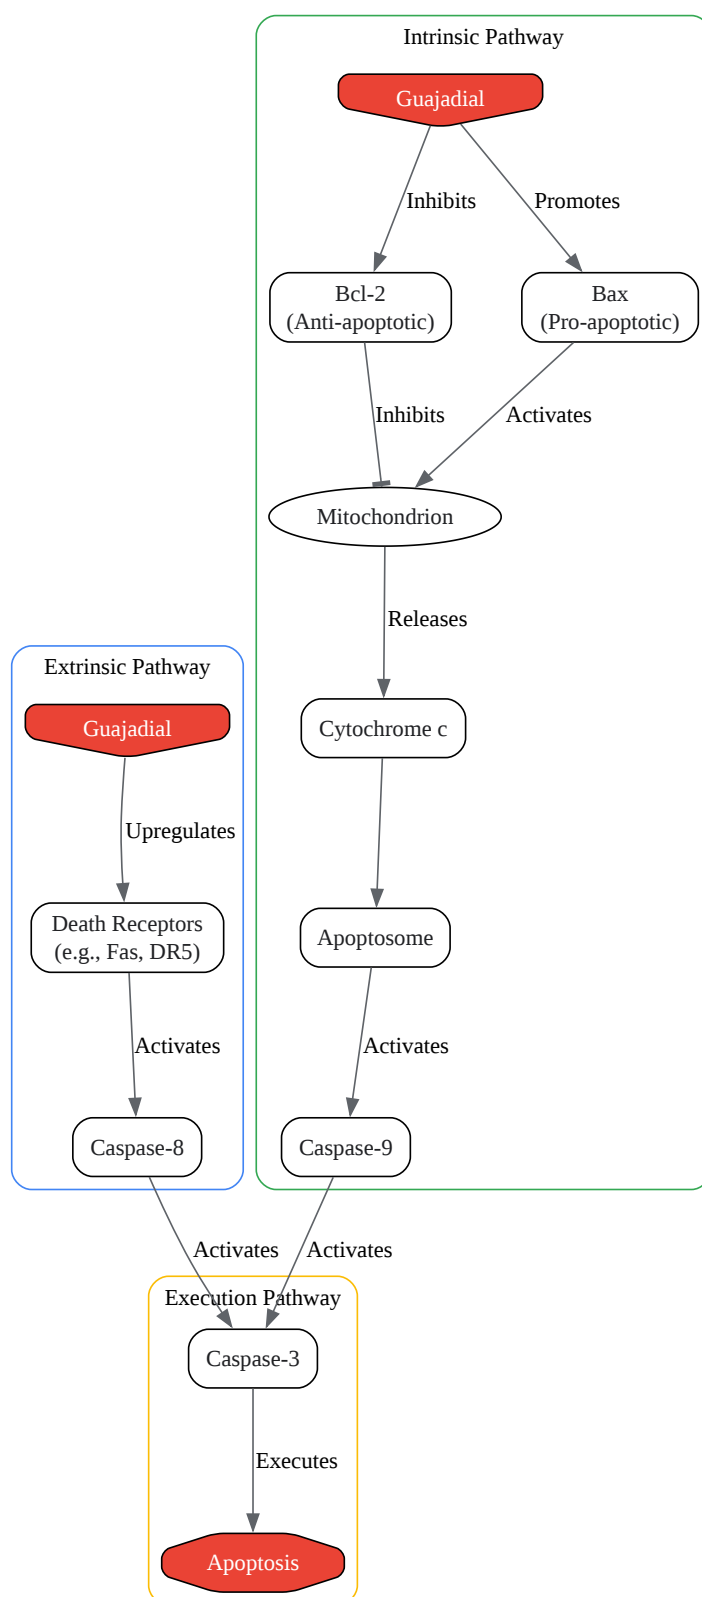 Intrinsic Pathway
Guajadial
Inhibits
Promotes
Bcl-2
(Anti-apoptotic)
Bax
(Pro-apoptotic)
Inhibits
Activates
Mitochondrion
Releases
Cytochrome c
Apoptosome
Activates
Caspase-9
Extrinsic Pathway
Guajadial
Upregulates
Death Receptors
(e.g., Fas, DR5)
Activates
Caspase-8
Activates
Activates
Execution Pathway
Caspase-3
Executes
Apoptosis